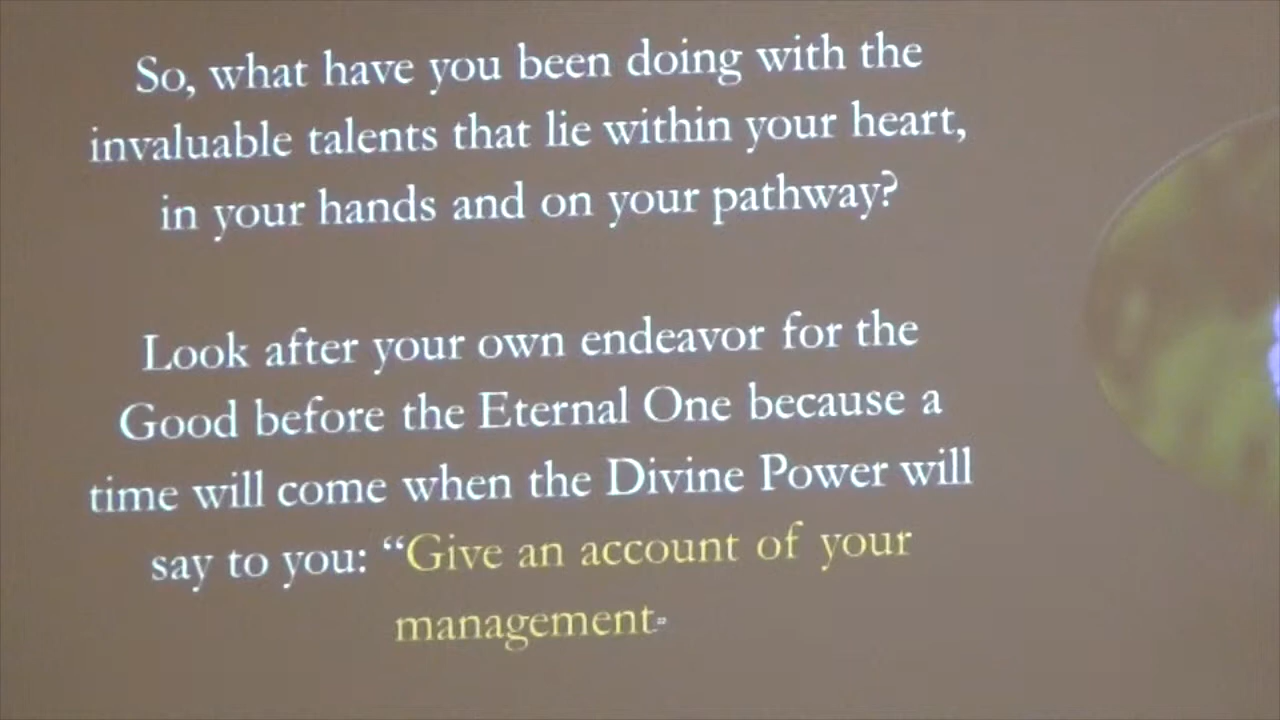 So, what have you been doing with the
invaluable talents that lie within your heart,
in your hands and on your pathway?
Look after your own endeavor for the
Good before the Eternal One because a
time will come when the Divine Power will
say to you: “Give an account of your
management.”